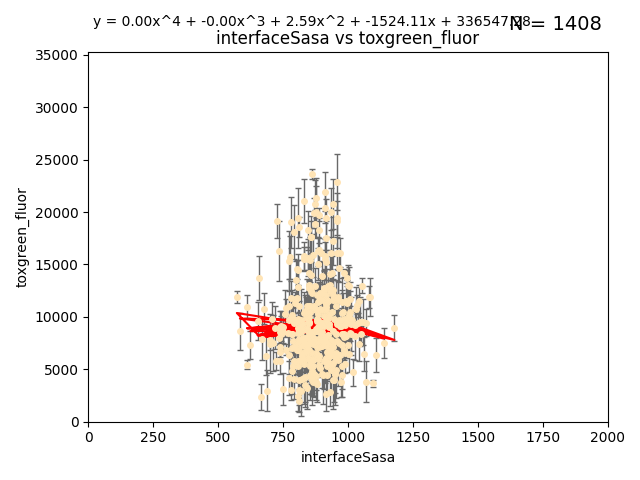 y = 0.00x^4 + -0.00x^3 + 2.59x^2 + -1524.11x + 336547.28
N = 1408
interfaceSasa vs toxgreen_fluor
35000
30000
25000
20000
15000
10000
5000
0
toxgreen_fluor
0 250 500 750 1000 1250 1500 1750 2000
interfaceSasa